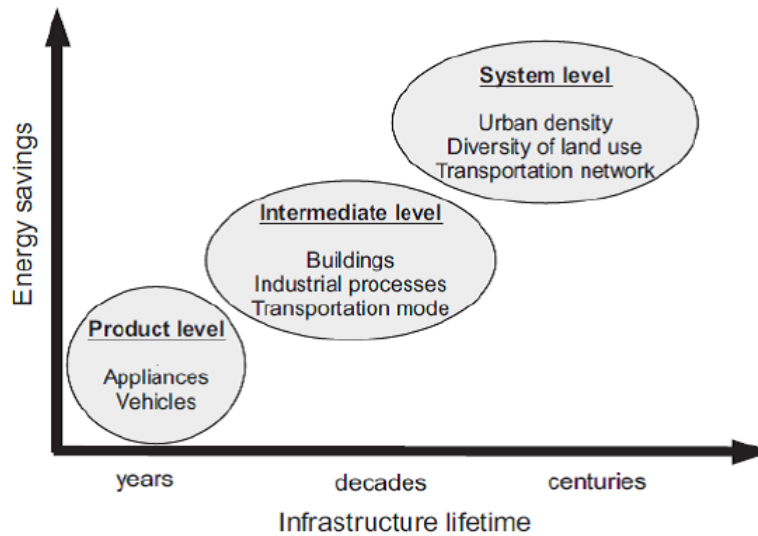 System level
Urban density
Diversity of land use
Transportation network
Intermediate level
Buildings
Industrial processes
Transportation mode
Product level
Appliances
Vehicles
Energy savings
years decades centuries
Infrastructure lifetime